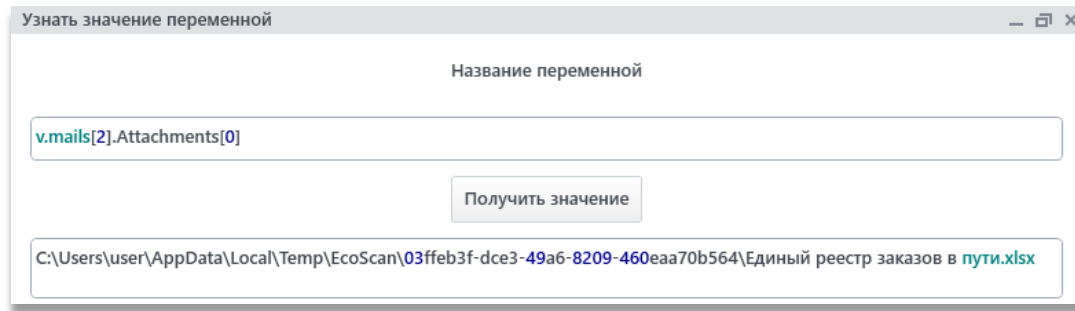 Узнать значение переменной
Название переменной
v.mails[2].Attachments[0]
Получить значение
C:\Users\user\AppData\Local\Temp\EcoScan\03ffeb3f-dce3-49a6-8209-460eaa70b564\Единый реестр заказов в пути.xlsx